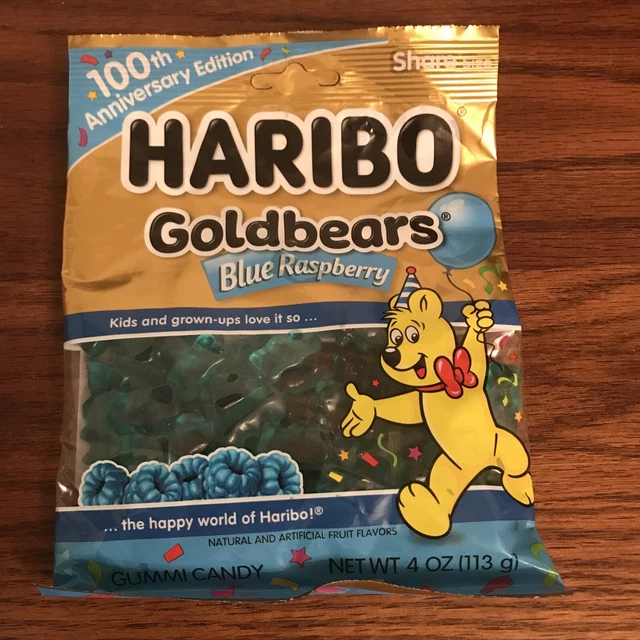 100th
Anniversary Edition
Share Size
HARIBO®
Goldbears®
Blue Raspberry
Kids and grown-ups love it so ...
... the happy world of Haribo!®
NATURAL AND ARTIFICIAL FRUIT FLAVORS
GUMMI CANDY
NET WT 4 OZ (113 g)